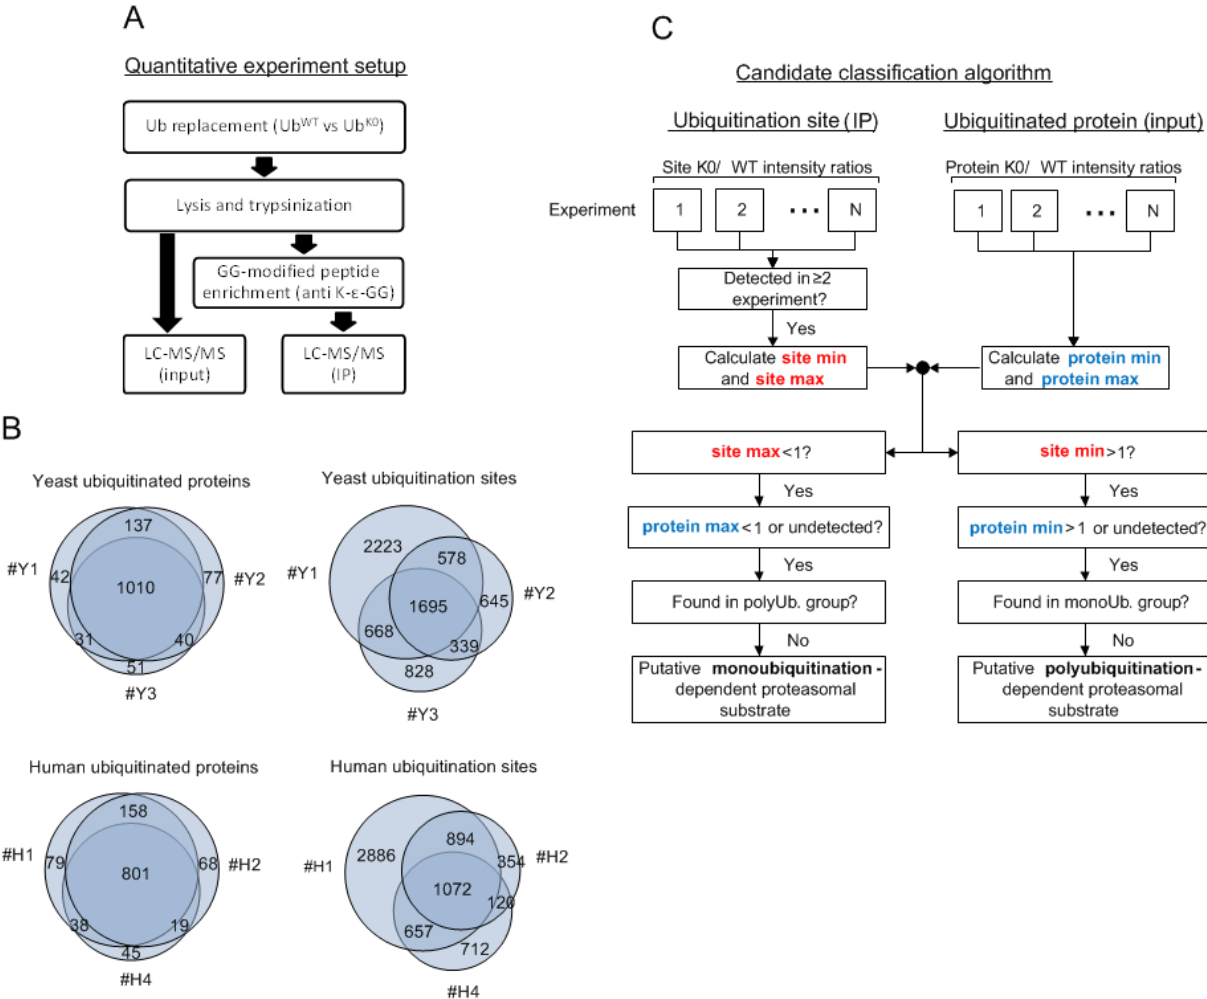 A
Quantitative experiment setup
Ub replacement (Ub^WT vs Ub^K0)
Lysis and trypsinization
GG-modified peptide
enrichment (anti K-ε-GG)
LC-MS/MS
(input)
LC-MS/MS
(IP)
B
Yeast ubiquitinated proteins
137
#Y1
42
1010
77
#Y2
31
40
51
#Y3
Yeast ubiquitination sites
2223
578
#Y1
1695
645
#Y2
668
339
828
#Y3
Human ubiquitinated proteins
158
#H1
79
801
68
#H2
38
19
45
#H4
Human ubiquitination sites
2886
894
#H1
354
#H2
1072
120
657
712
#H4
C
Candidate classification algorithm
Ubiquitination site (IP)
Site K0/ WT intensity ratios
Experiment
1
2
...
N
Detected in ≥2
experiment?
Yes
Calculate site min
and site max
Ubiquitinated protein (input)
Protein K0/ WT intensity ratios
1
2
...
N
Calculate protein min
and protein max
site max<1?
Yes
protein max<1 or undetected?
Yes
Found in polyUb. group?
No
Putative monoubiquitination-
dependent proteasomal
substrate
site min>1?
Yes
protein min>1 or undetected?
Yes
Found in monoUb. group?
No
Putative polyubiquitination-
dependent proteasomal
substrate